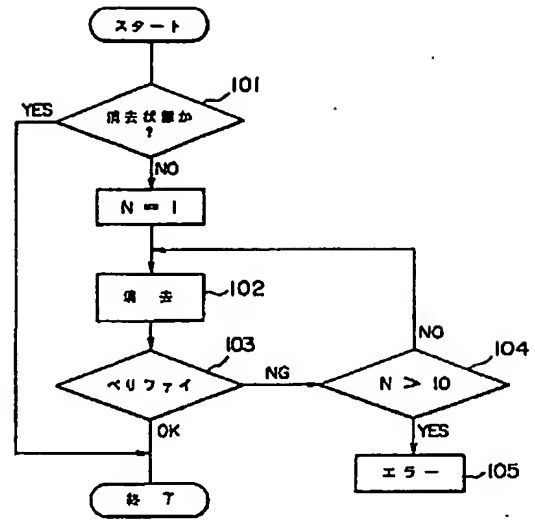 スタート
101
YES
消去状態か
?
NO
N = 1
消 去
102
NO
103
104
ベリファイ
NG
N > 10
OK
YES
エラー
105
終 了